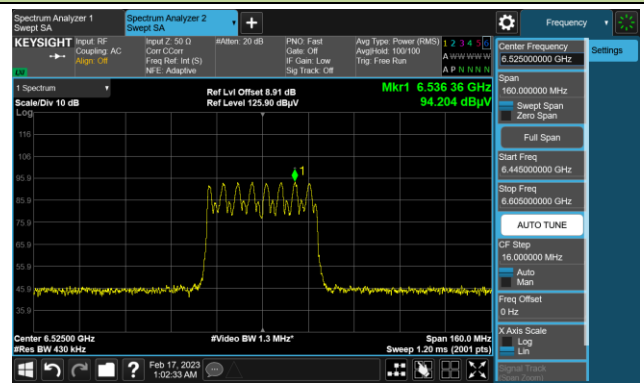 Spectrum Analyzer 1
Swept SA
Spectrum Analyzer 2
Swept SA
+
Frequency
KEYSIGHT
Input: RF
Coupling: AC
Align: Off
Input Z: 50 Ω
Corr CCorr
Freq Ref: Int (S)
NFE: Adaptive
#Atten: 20 dB
PNO: Fast
Gate: Off
IF Gain: Low
Sig Track: Off
Avg Type: Power (RMS)
Avg|Hold: 100/100
Trig: Free Run
1 2 3 4 5 6
A W W W W W
A P N N N N
1 Spectrum
Scale/Div 10 dB
Log
Ref Lvl Offset 8.91 dB
Ref Level 125.90 dBµV
Mkr1 6.536 36 GHz
94.204 dBµV
116
106
95.9
85.9
75.9
65.9
55.9
45.9
35.9
1
Center 6.52500 GHz
#Res BW 430 kHz
#Video BW 1.3 MHz*
Span 160.0 MHz
Sweep 1.20 ms (2001 pts)
Feb 17, 2023
1:02:33 AM
Center Frequency
6.525000000 GHz
Settings
Span
160.000000 MHz
Swept Span
Zero Span
Full Span
Start Freq
6.445000000 GHz
Stop Freq
6.605000000 GHz
AUTO TUNE
CF Step
16.000000 MHz
Auto
Man
Freq Offset
0 Hz
X Axis Scale
Log
Lin
Signal Track
(Span Zoom)